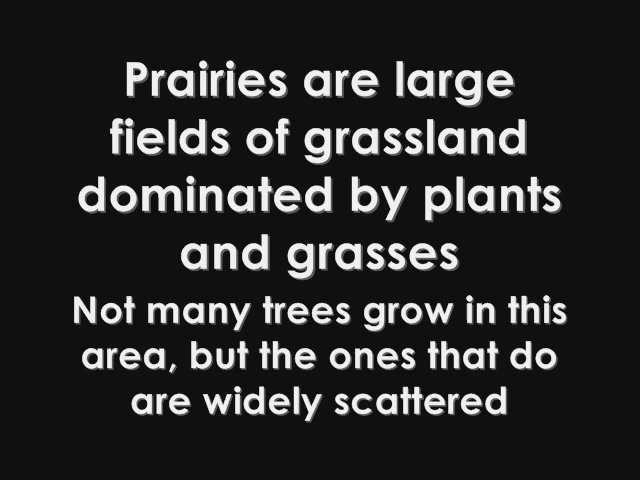 Prairies are large
fields of grassland
dominated by plants
and grasses
Not many trees grow in this
area, but the ones that do
are widely scattered